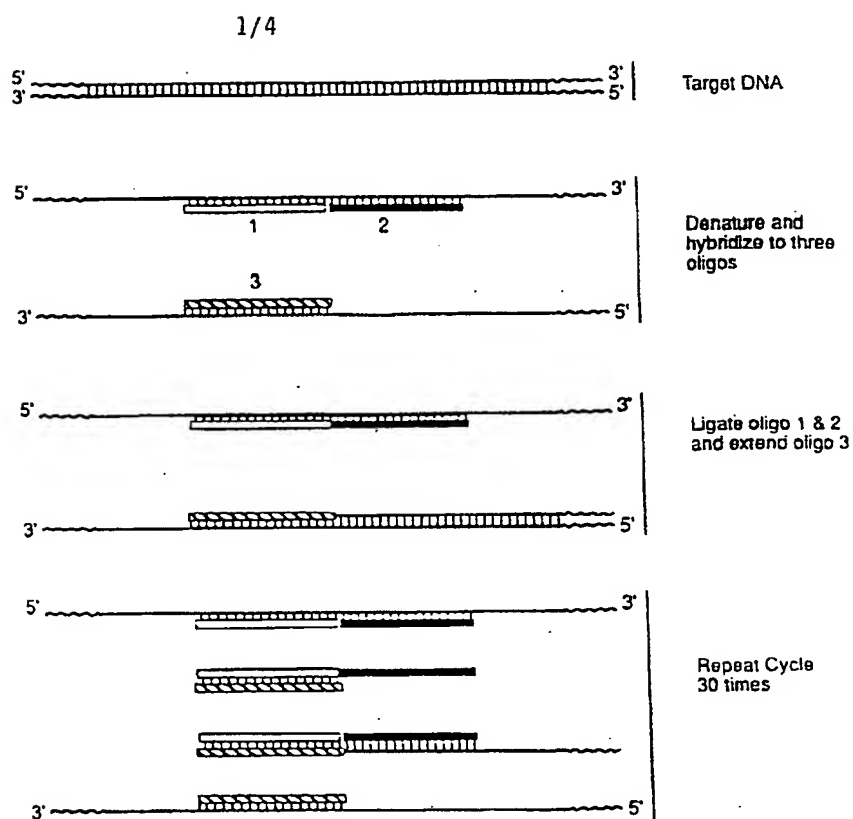 1/4
5' 3'
3' 5'
Target DNA
5' 3'
1 2
Denature and
hybridize to three
oligos
3
3' 5'
5' 3'
Ligate oligo 1 & 2
and extend oligo 3
3' 5'
5' 3'
Repeat Cycle
30 times
3' 5'